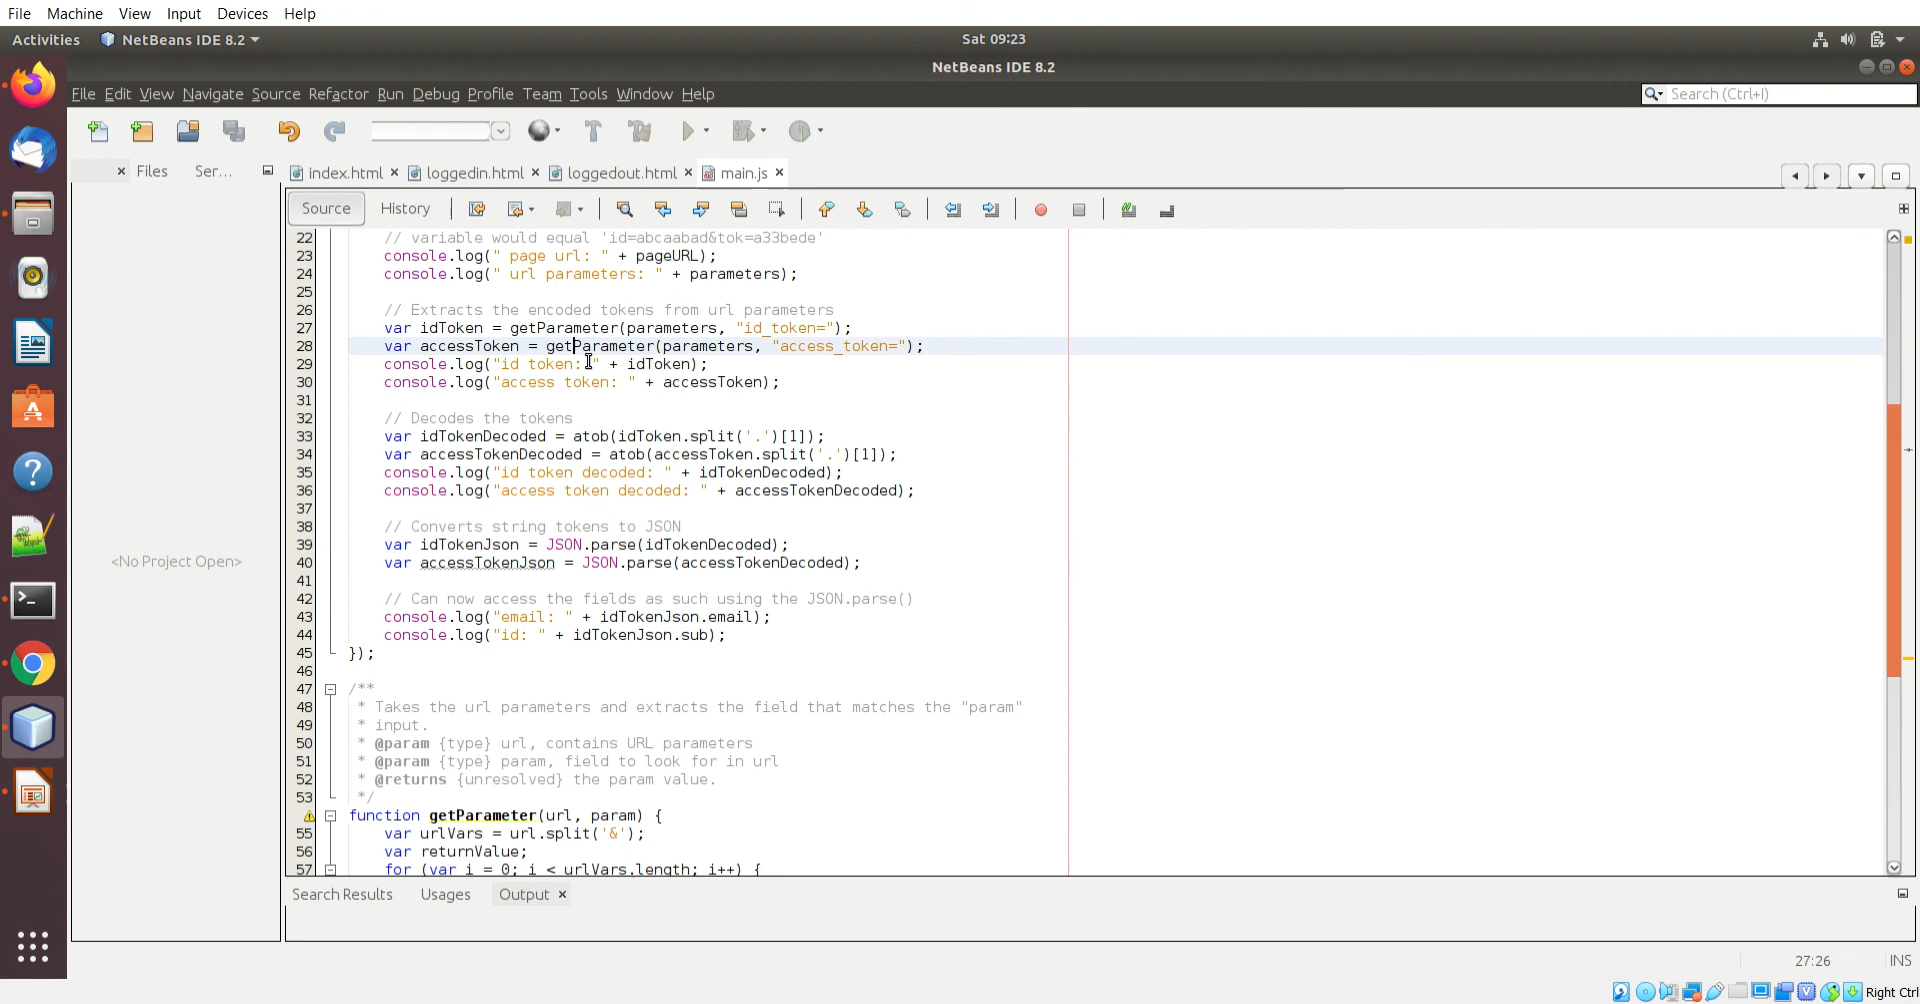 File Machine View Input Devices Help
Activities NetBeans IDE 8.2 Sat 09:23
NetBeans IDE 8.2
File Edit View Navigate Source Refactor Run Debug Profile Team Tools Window Help Search (Ctrl+I)
Files Ser... index.html loggedin.html loggedout.html main.js
Source History
22 // variable would equal 'id=abcaabad&tok=a33bede'
23 console.log(" page url: " + pageURL);
24 console.log(" url parameters: " + parameters);
25
26 // Extracts the encoded tokens from url parameters
27 var idToken = getParameter(parameters, "id_token=");
28 var accessToken = getParameter(parameters, "access_token=");
29 console.log("id token: " + idToken);
30 console.log("access token: " + accessToken);
31
32 // Decodes the tokens
33 var idTokenDecoded = atob(idToken.split('.')[1]);
34 var accessTokenDecoded = atob(accessToken.split('.')[1]);
35 console.log("id token decoded: " + idTokenDecoded);
36 console.log("access token decoded: " + accessTokenDecoded);
37
38 // Converts string tokens to JSON
39 var idTokenJson = JSON.parse(idTokenDecoded);
40 var accessTokenJson = JSON.parse(accessTokenDecoded);
41
42 // Can now access the fields as such using the JSON.parse()
43 console.log("email: " + idTokenJson.email);
44 console.log("id: " + idTokenJson.sub);
45 });
46
47 /**
48 * Takes the url parameters and extracts the field that matches the "param"
49 * input.
50 * @param {type} url, contains URL parameters
51 * @param {type} param, field to look for in url
52 * @returns {unresolved} the param value.
53 */
function getParameter(url, param) {
55 var urlVars = url.split('&');
56 var returnValue;
57 for (var i = 0; i < urlVars.length; i++) {
<No Project Open>
Search Results Usages Output
27:26 INS
Right Ctrl